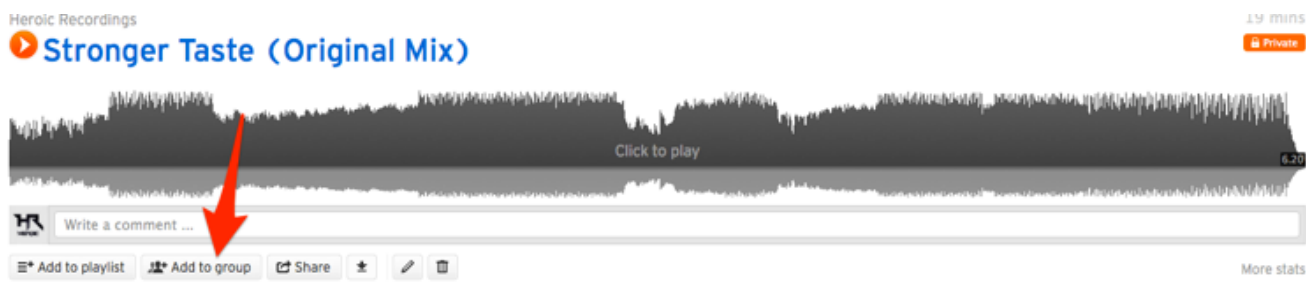 Heroic Recordings
19 mins
Stronger Taste (Original Mix)
Private
Click to play
6.20
HR
Write a comment ...
Add to playlist
Add to group
Share
More stats